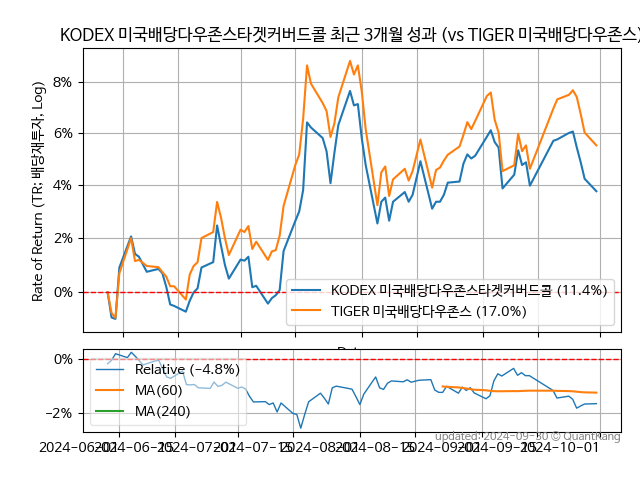 KODEX 미국배당다우존스타겟커버드콜 최근 3개월 성과 (vs TIGER 미국배당다우존스)
Rate of Return (TR: 배당재투자, Log)
8%
6%
4%
2%
0%
KODEX 미국배당다우존스타겟커버드콜 (11.4%)
TIGER 미국배당다우존스 (17.0%)
0%
−2%
Relative (−4.8%)
MA(60)
MA(240)
updated: 2024-09-30 © QuantKang